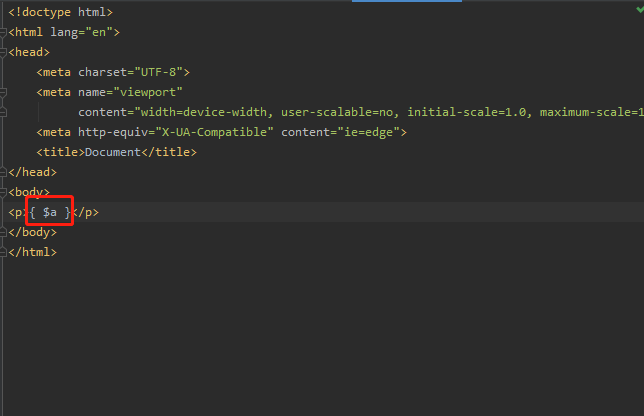 <!doctype html>
<html lang="en">
<head>
<meta charset="UTF-8">
<meta name="viewport"
content="width=device-width, user-scalable=no, initial-scale=1.0, maximum-scale=1
<meta http-equiv="X-UA-Compatible" content="ie=edge">
<title>Document</title>
</head>
<body>
<p>{ $a }</p>
</body>
</html>